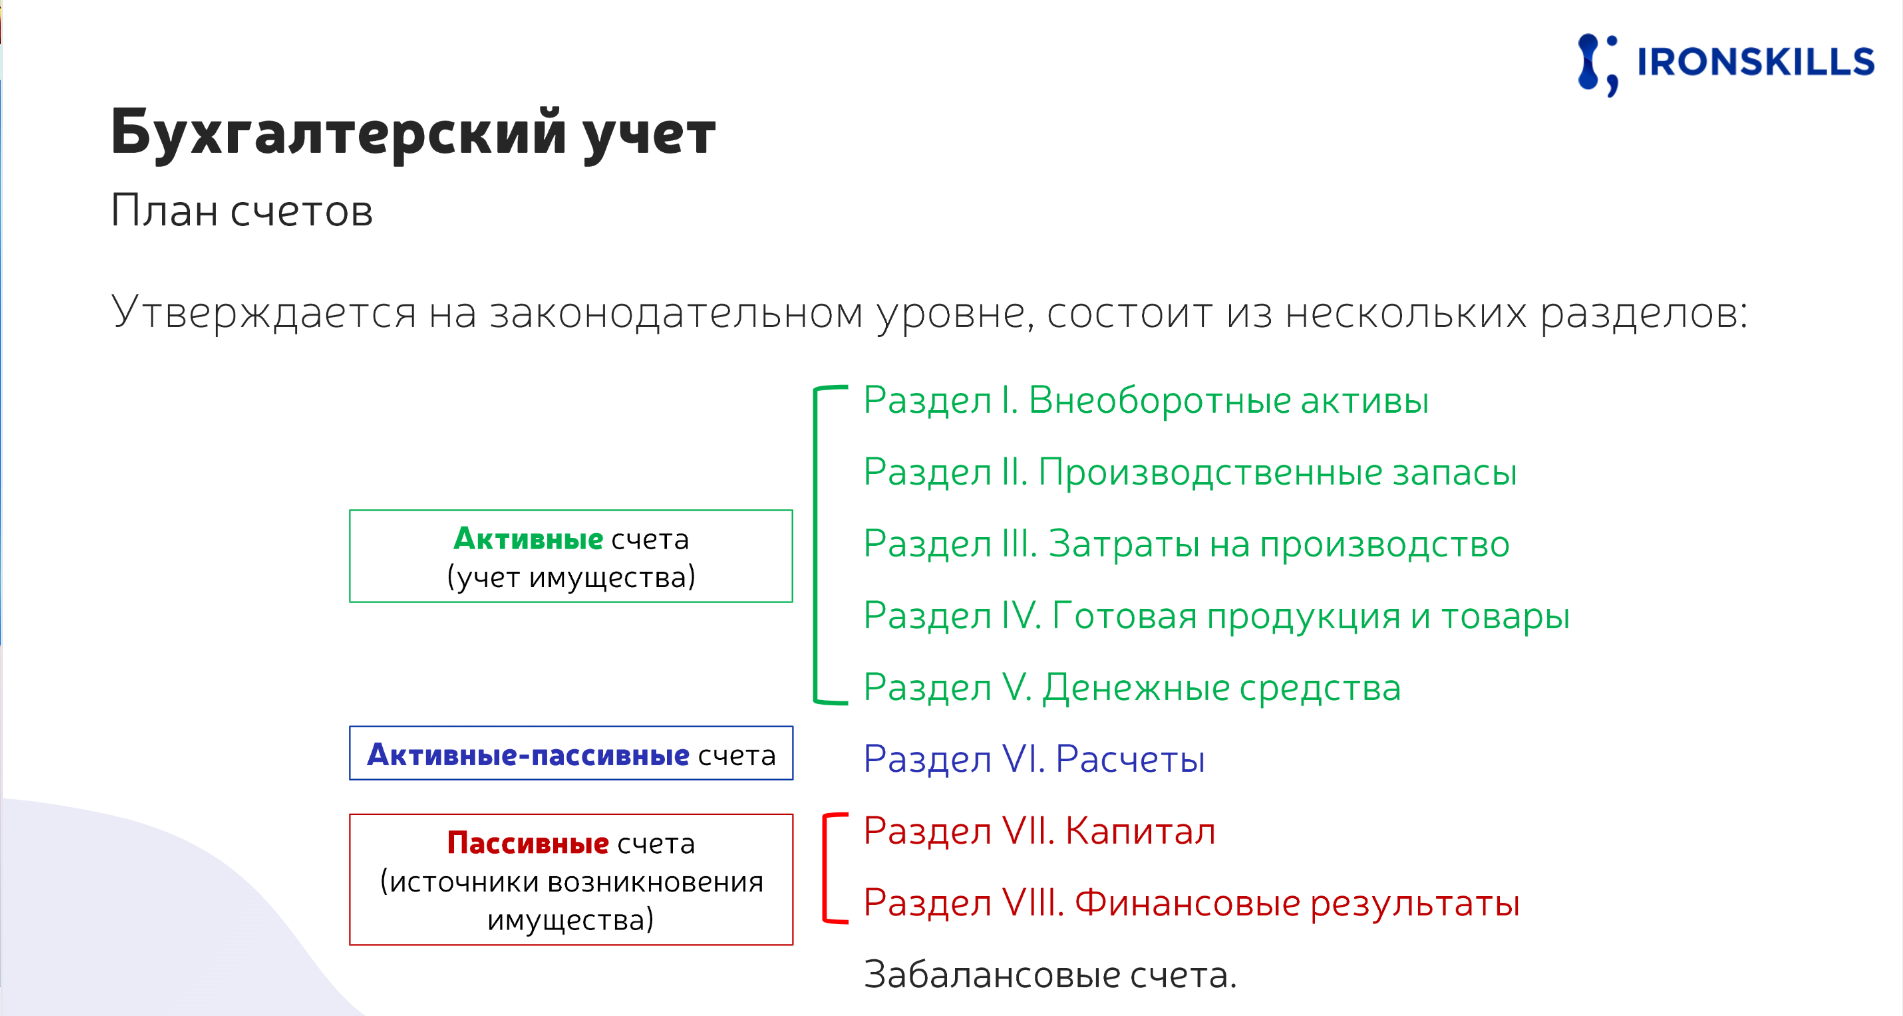 IRONSKILLS
Бухгалтерский учет
План счетов
Утверждается на законодательном уровне, состоит из нескольких разделов:
Раздел I. Внеоборотные активы
Раздел II. Производственные запасы
Активные счета
(учет имущества)
Раздел III. Затраты на производство
Раздел IV. Готовая продукция и товары
Раздел V. Денежные средства
Активные-пассивные счета
Раздел VI. Расчеты
Пассивные счета
(источники возникновения
имущества)
Раздел VII. Капитал
Раздел VIII. Финансовые результаты
Забалансовые счета.